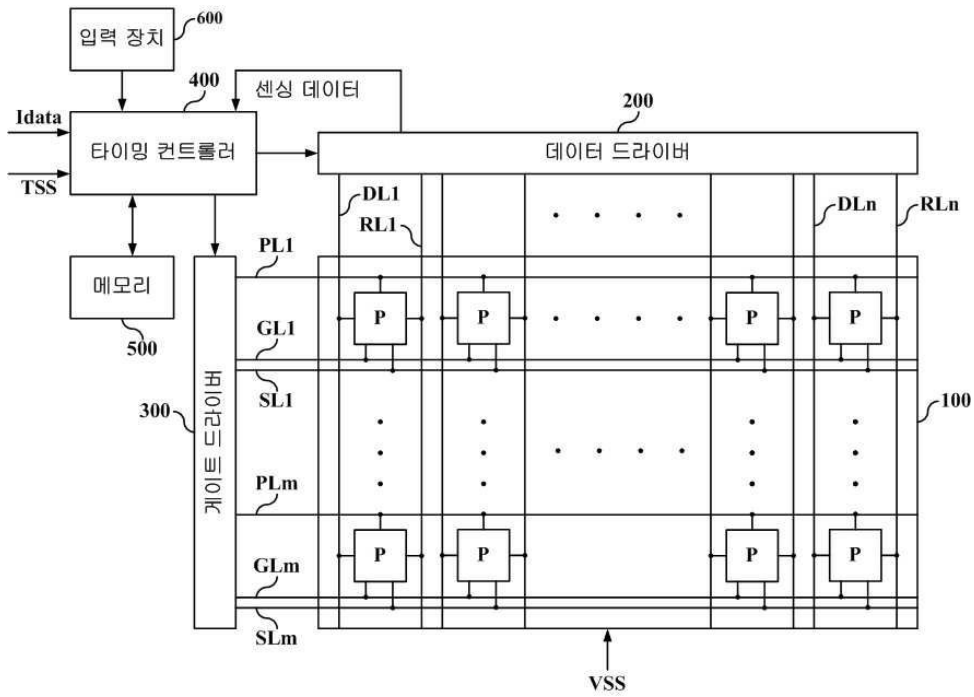 600
입력 장치
400
센싱 데이터
Idata
타이밍 컨트롤러
TSS
200
데이터 드라이버
DL1
RL1
DLn
RLn
PL1
메모리
500
P P P P
GL1
SL1
300
게이트 드라이버
100
PLm
P P P P
GLm
SLm
VSS